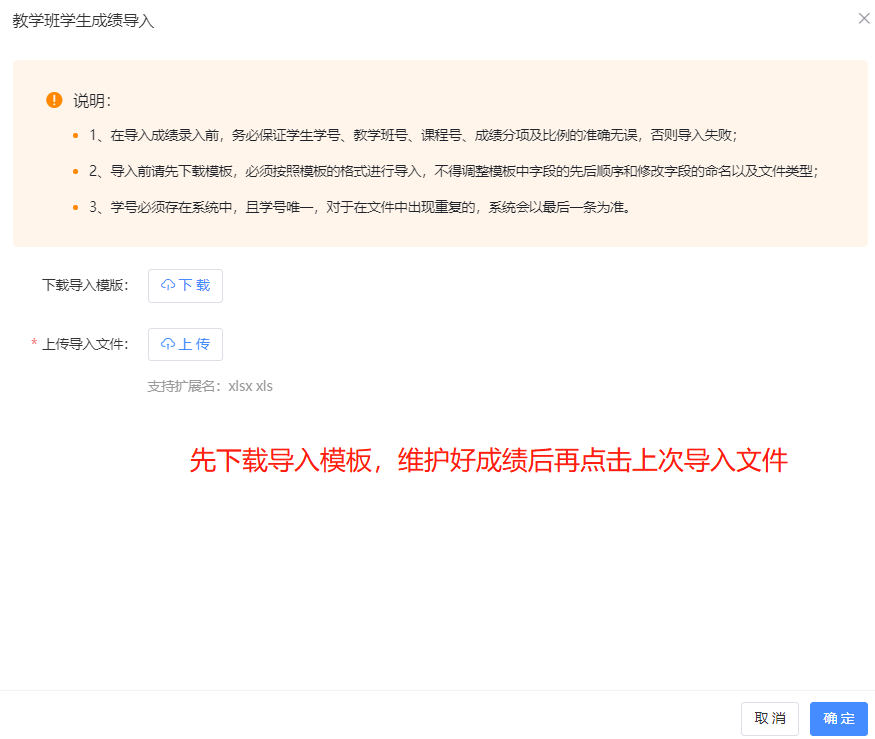 教学班学生成绩导入
说明：
1、在导入成绩录入前，务必保证学生学号、教学班号、课程号、成绩分项及比例的准确无误，否则导入失败；
2、导入前请先下载模板，必须按照模板的格式进行导入，不得调整模板中字段的先后顺序和修改字段的命名以及文件类型；
3、学号必须存在系统中，且学号唯一，对于在文件中出现重复的，系统会以最后一条为准。
下载导入模版： 下 载
* 上传导入文件： 上 传
支持扩展名：xlsx xls
先下载导入模板，维护好成绩后再点击上次导入文件
取 消 确 定